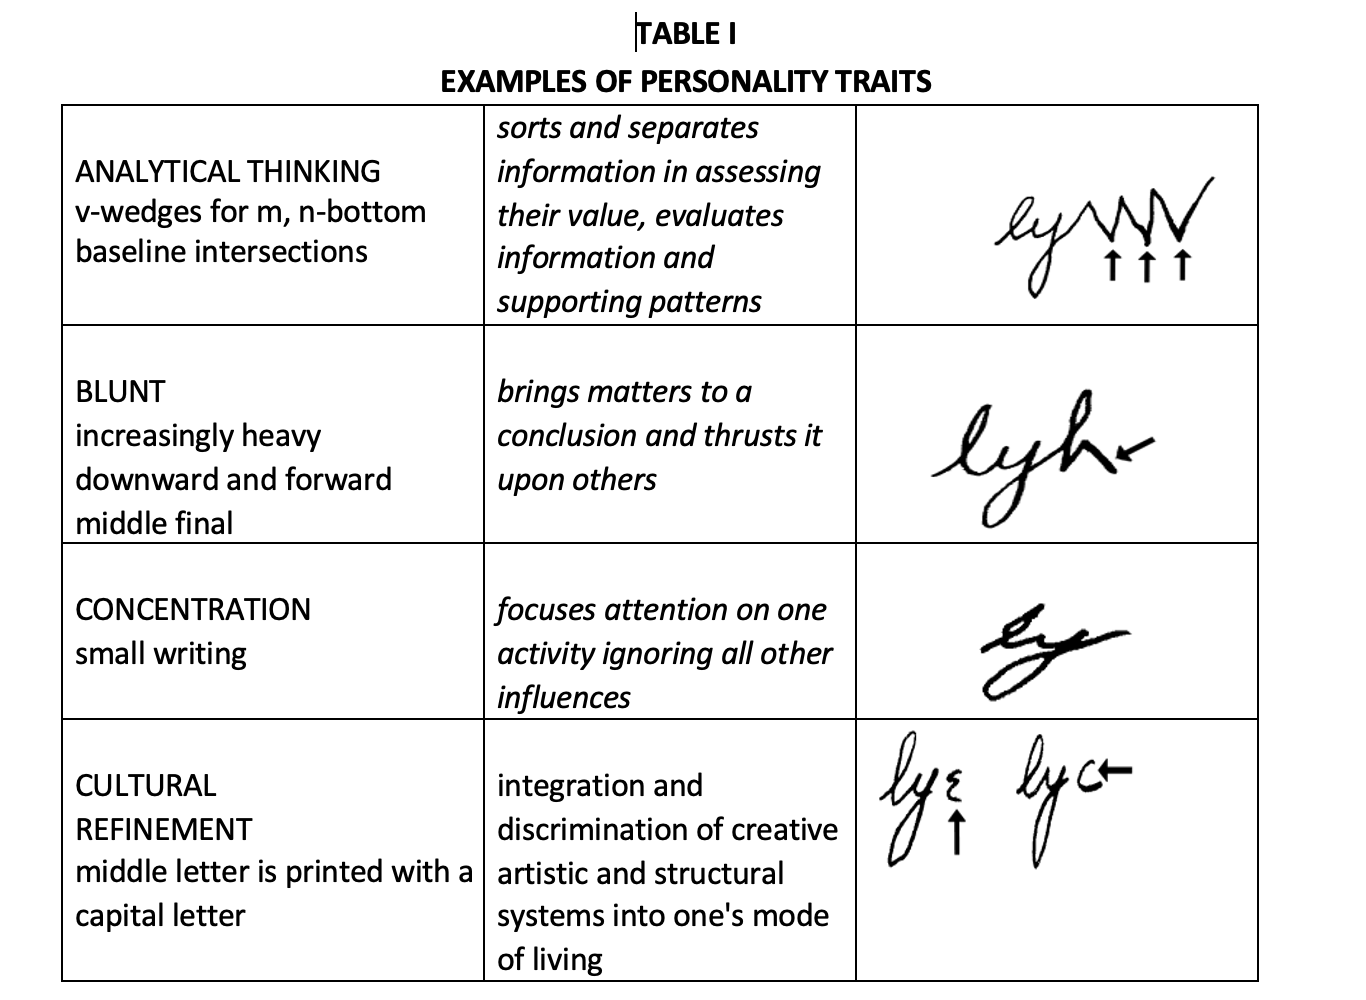 TABLE I
EXAMPLES OF PERSONALITY TRAITS
ANALYTICAL THINKING
v-wedges for m, n-bottom
baseline intersections
sorts and separates
information in assessing
their value, evaluates
information and
supporting patterns
ly
BLUNT
increasingly heavy
downward and forward
middle final
brings matters to a
conclusion and thrusts it
upon others
lyh
CONCENTRATION
small writing
focuses attention on one
activity ignoring all other
influences
ly
CULTURAL
REFINEMENT
middle letter is printed with a
capital letter
integration and
discrimination of creative
artistic and structural
systems into one's mode
of living
lyε lyc